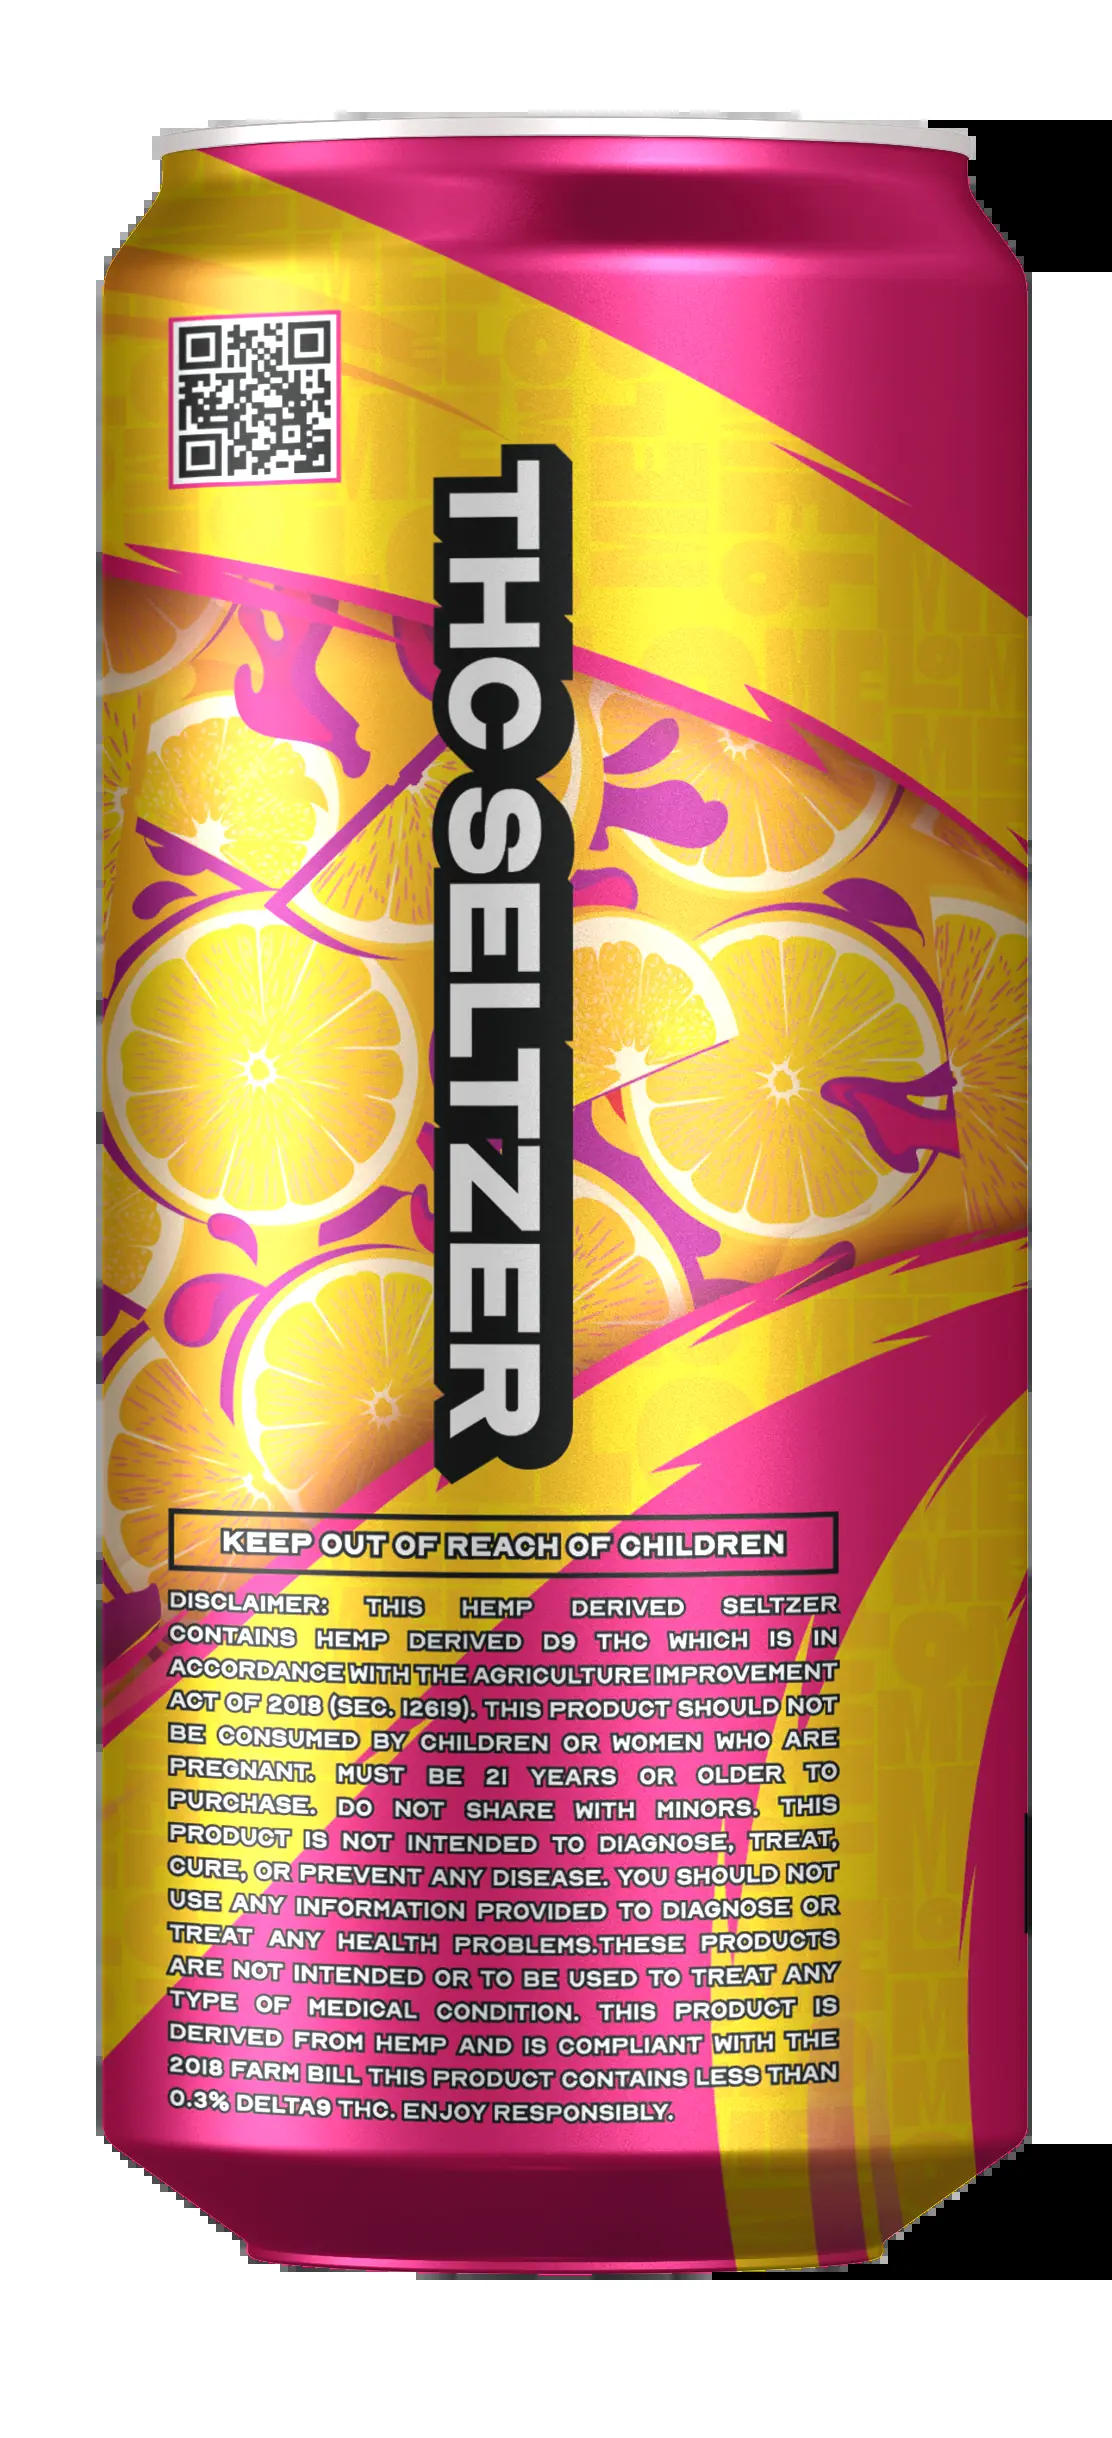 THC SELTZER
KEEP OUT OF REACH OF CHILDREN
DISCLAIMER: THIS HEMP DERIVED SELTZER
CONTAINS HEMP DERIVED D9 THC WHICH IS IN
ACCORDANCE WITH THE AGRICULTURE IMPROVEMENT
ACT OF 2018 (SEC. 12619). THIS PRODUCT SHOULD NOT
BE CONSUMED BY CHILDREN OR WOMEN WHO ARE
PREGNANT. MUST BE 21 YEARS OR OLDER TO
PURCHASE. DO NOT SHARE WITH MINORS. THIS
PRODUCT IS NOT INTENDED TO DIAGNOSE, TREAT,
CURE, OR PREVENT ANY DISEASE. YOU SHOULD NOT
USE ANY INFORMATION PROVIDED TO DIAGNOSE OR
TREAT ANY HEALTH PROBLEMS.THESE PRODUCTS
ARE NOT INTENDED OR TO BE USED TO TREAT ANY
TYPE OF MEDICAL CONDITION. THIS PRODUCT IS
DERIVED FROM HEMP AND IS COMPLIANT WITH THE
2018 FARM BILL THIS PRODUCT CONTAINS LESS THAN
0.3% DELTA9 THC. ENJOY RESPONSIBLY.